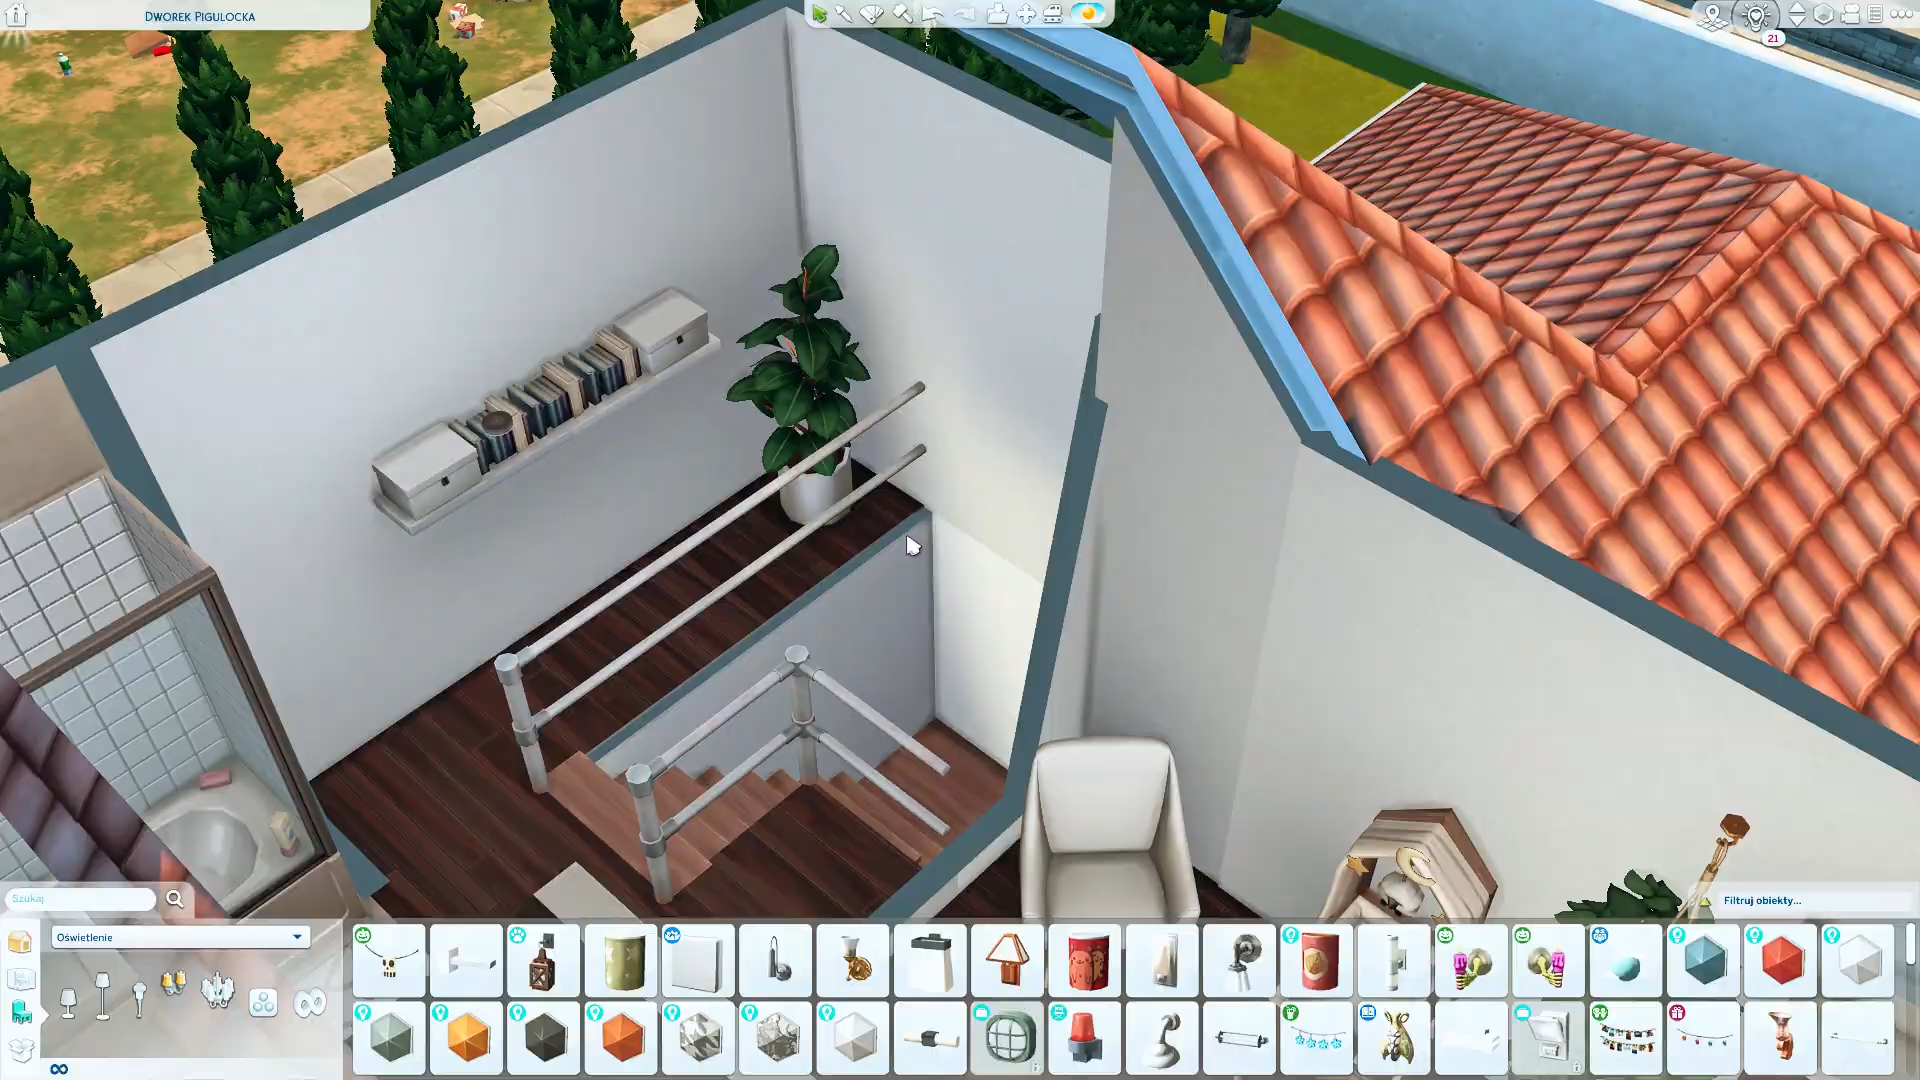 DWOREK PIGULOCKA
21
Szukaj
Filtruj obiekty...
Oświetlenie